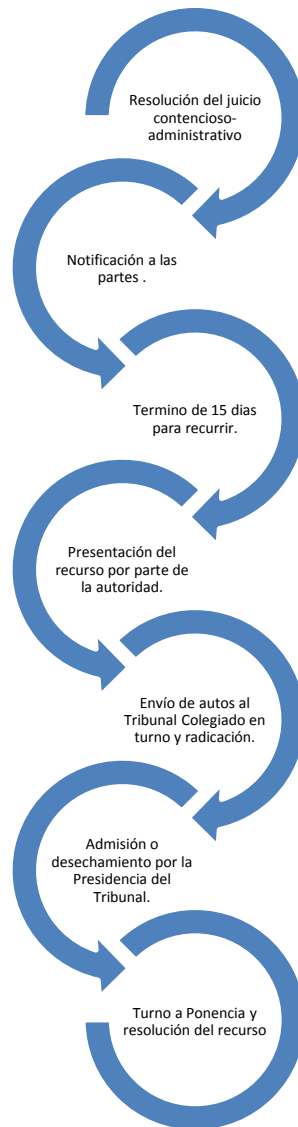 Resolución del juicio
contencioso-
administrativo
Notificación a las
partes .
Termino de 15 dias
para recurrir.
Presentación del
recurso por parte de
la autoridad.
Envío de autos al
Tribunal Colegiado en
turno y radicación.
Admisión o
desechamiento por la
Presidencia del
Tribunal.
Turno a Ponencia y
resolución del recurso